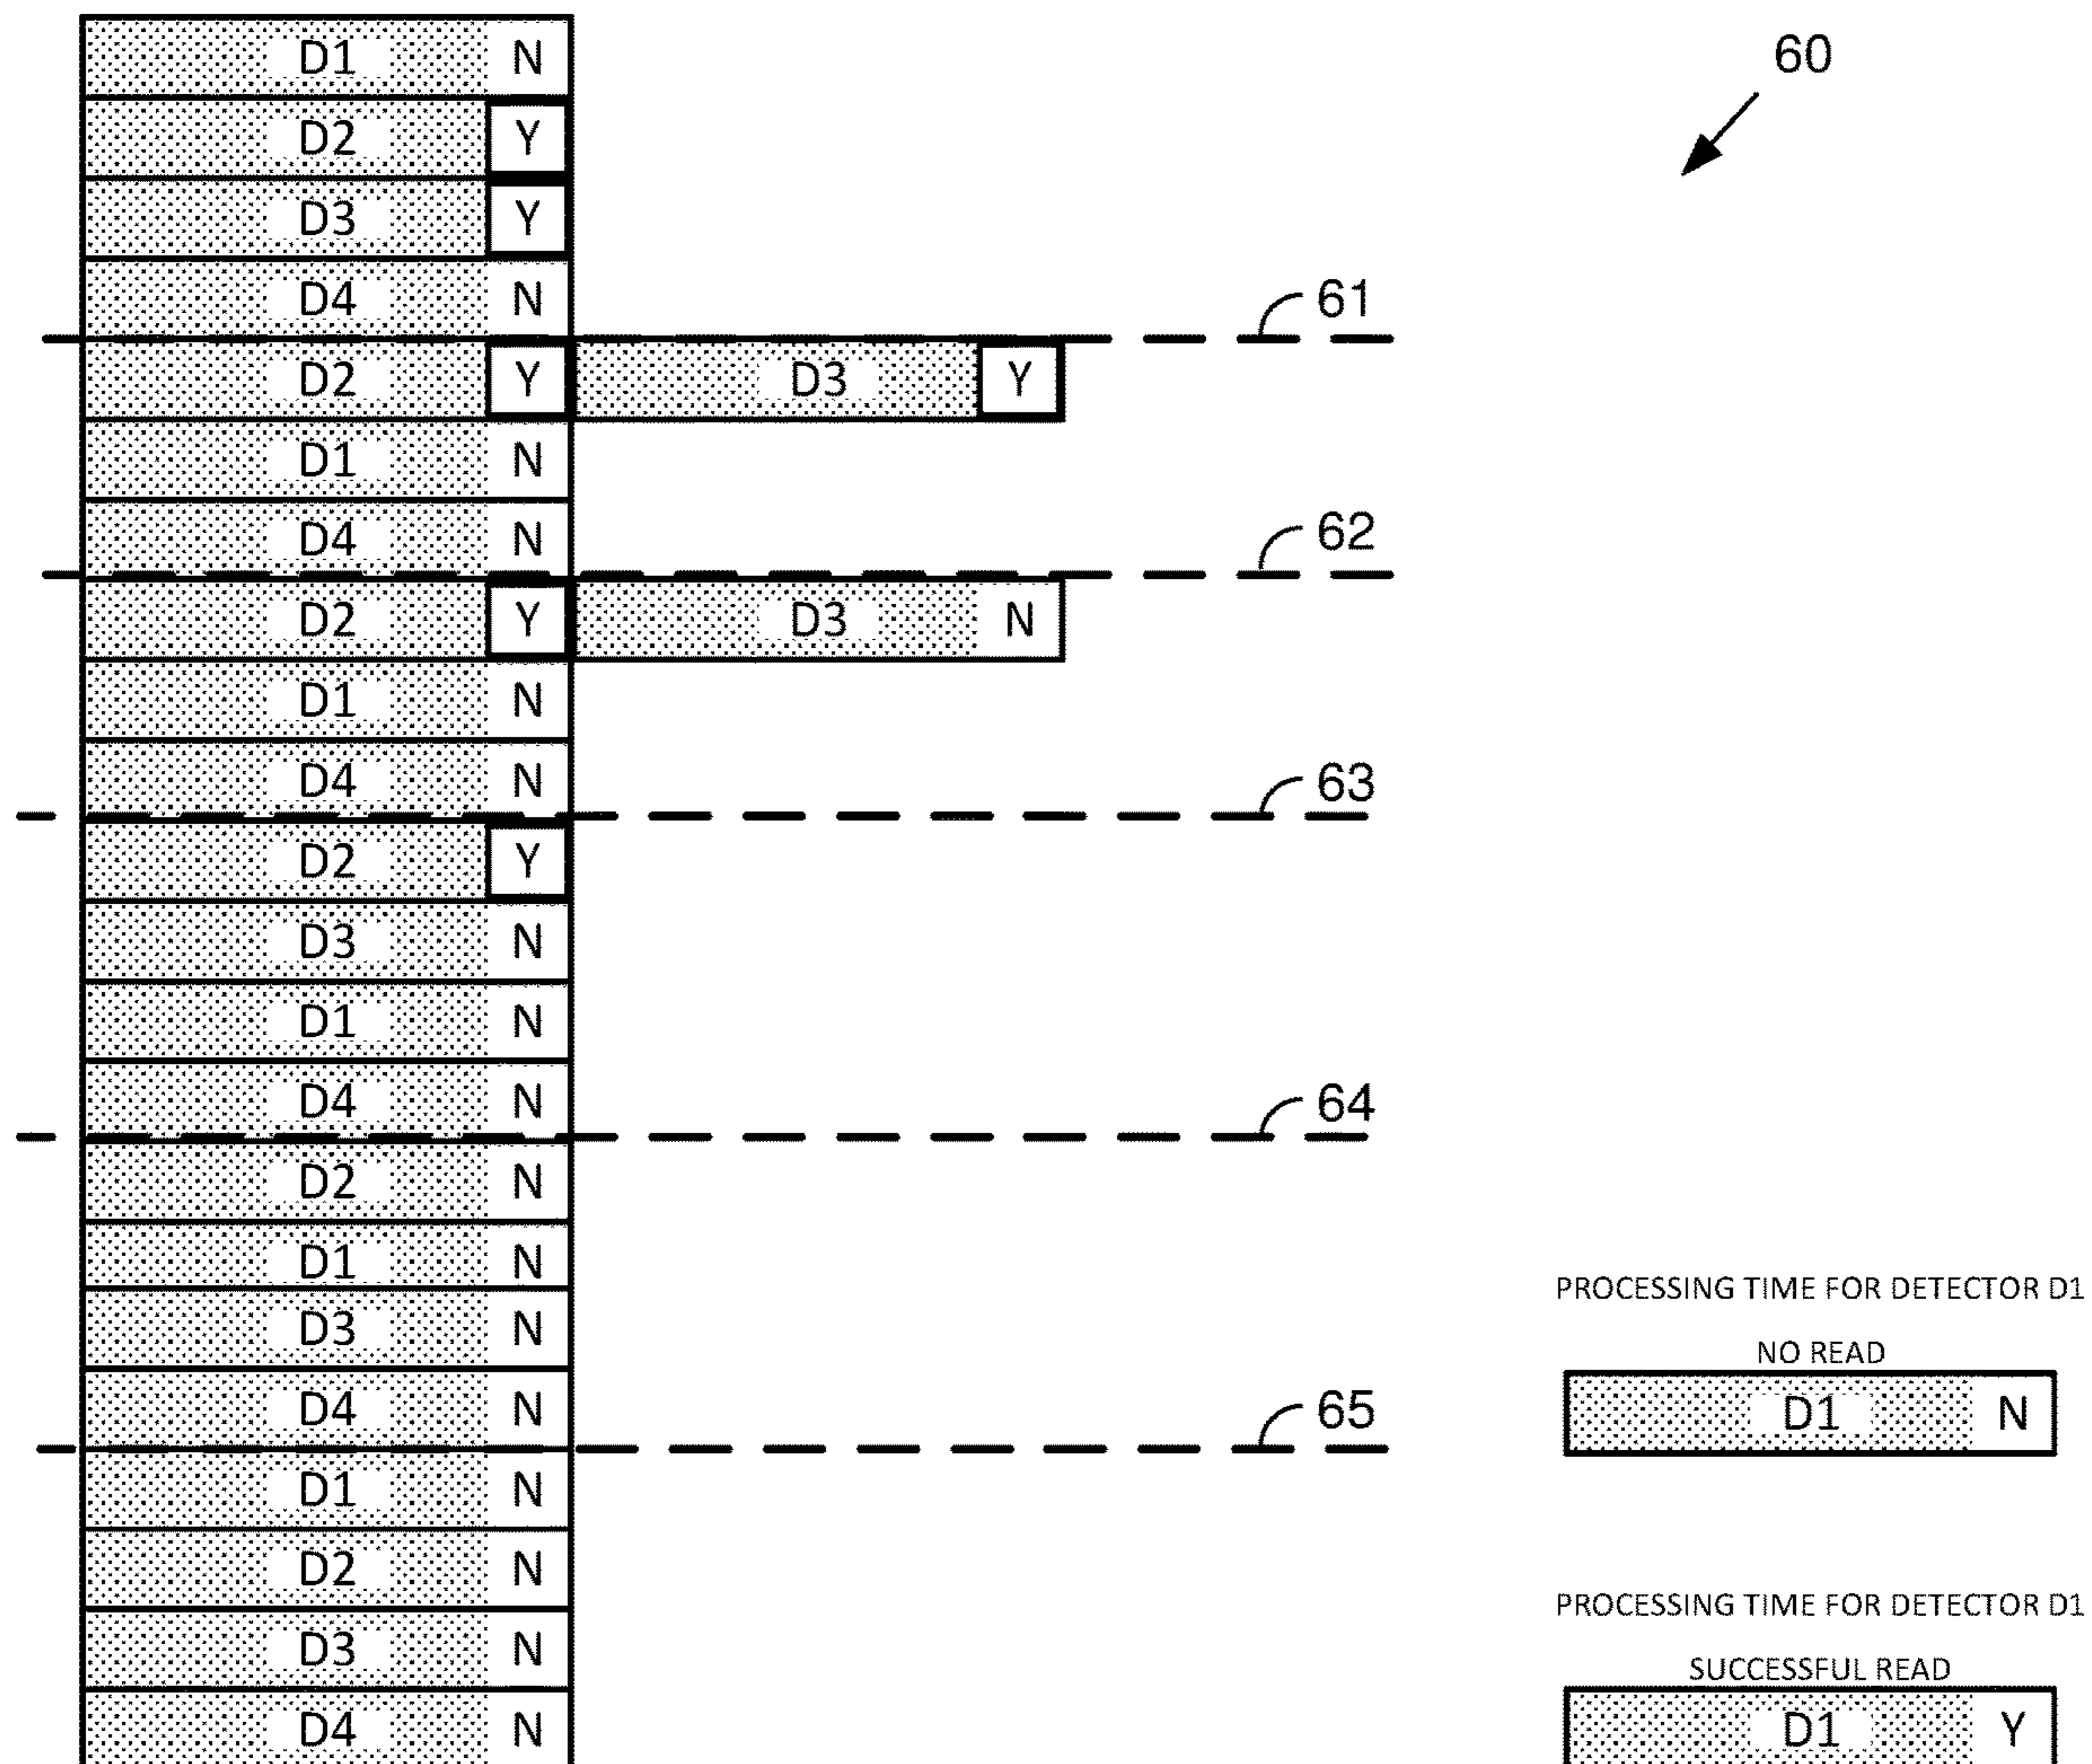 D1 N
60
D2 Y
D3 Y
D4 N
61
D2 Y D3 Y
D1 N
D4 N
62
D2 Y D3 N
D1 N
D4 N
63
D2 Y
D3 N
D1 N
D4 N
64
D2 N
D1 N
D3 N
D4 N
65
D1 N
D2 N
D3 N
D4 N
PROCESSING TIME FOR DETECTOR D1
NO READ
D1 N
PROCESSING TIME FOR DETECTOR D1
SUCCESSFUL READ
D1 Y